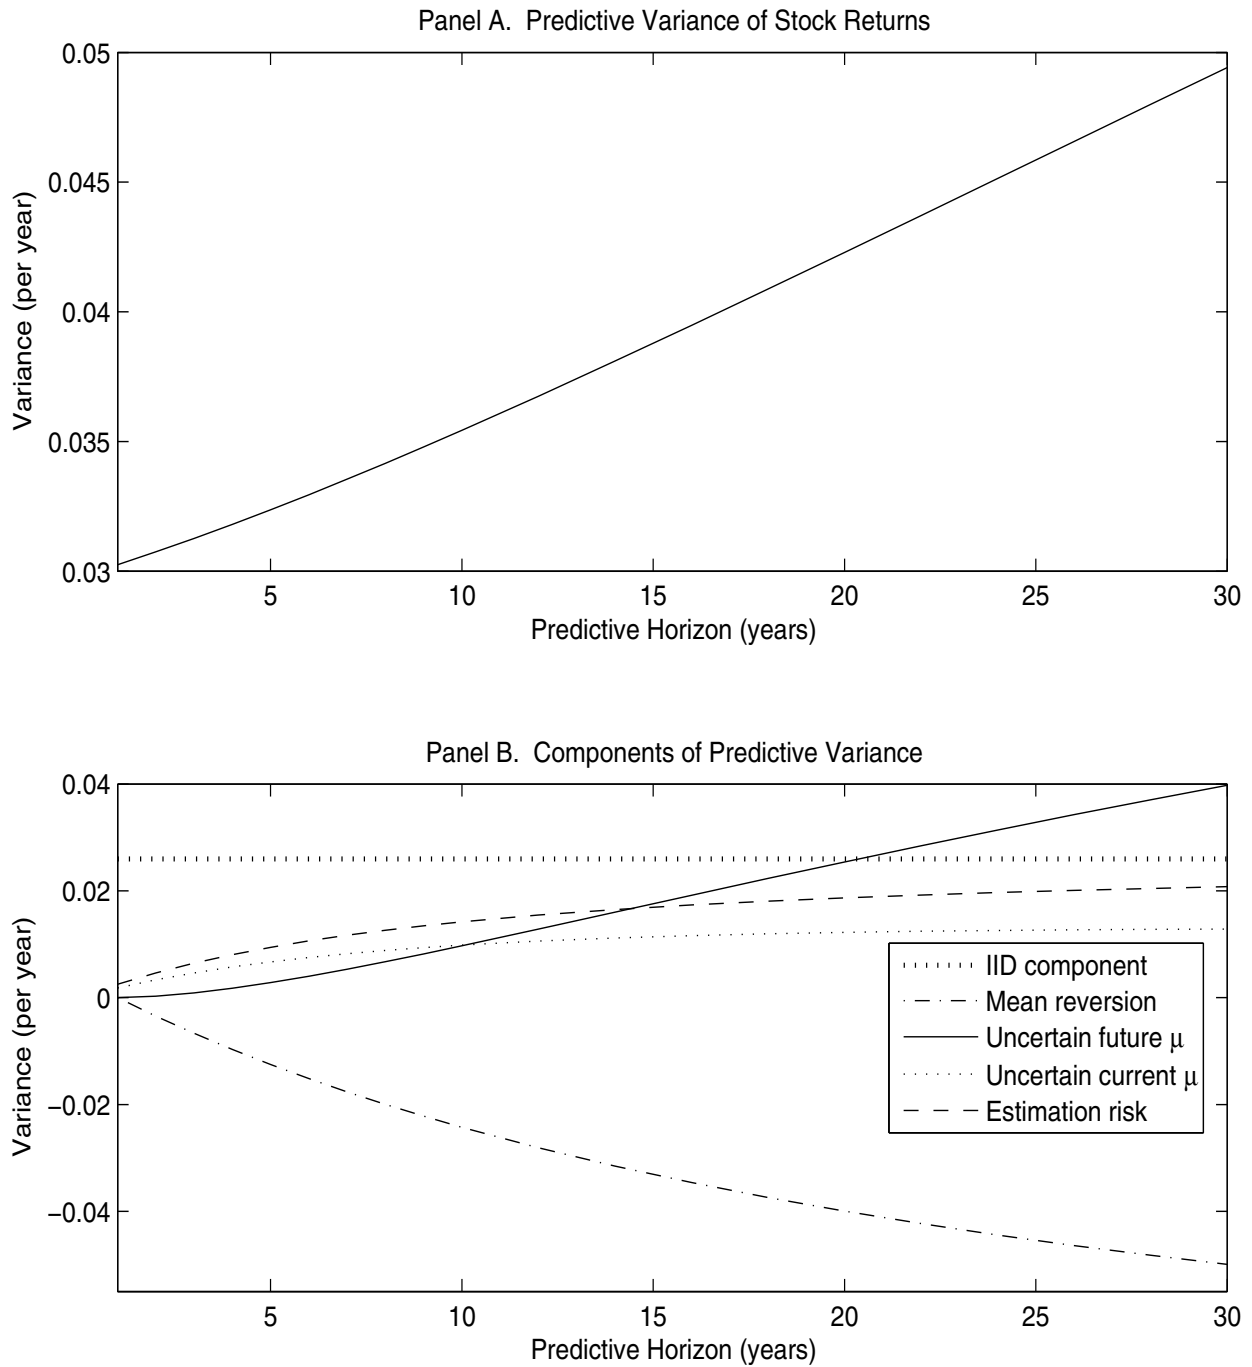 Panel A. Predictive Variance of Stock Returns
0.05
0.045
0.04
0.035
0.03
Variance (per year)
5 10 15 20 25 30
Predictive Horizon (years)
Panel B. Components of Predictive Variance
0.04
0.02
0
−0.02
−0.04
Variance (per year)
IID component
Mean reversion
Uncertain future μ
Uncertain current μ
Estimation risk
5 10 15 20 25 30
Predictive Horizon (years)